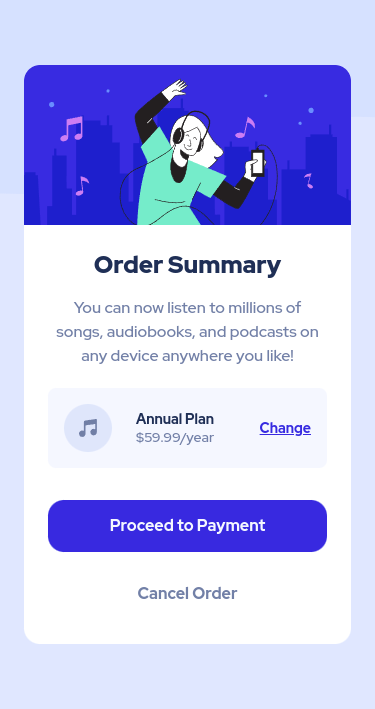 Order Summary
You can now listen to millions of
songs, audiobooks, and podcasts on
any device anywhere you like!
Annual Plan
$59.99/year
Change
Proceed to Payment
Cancel Order